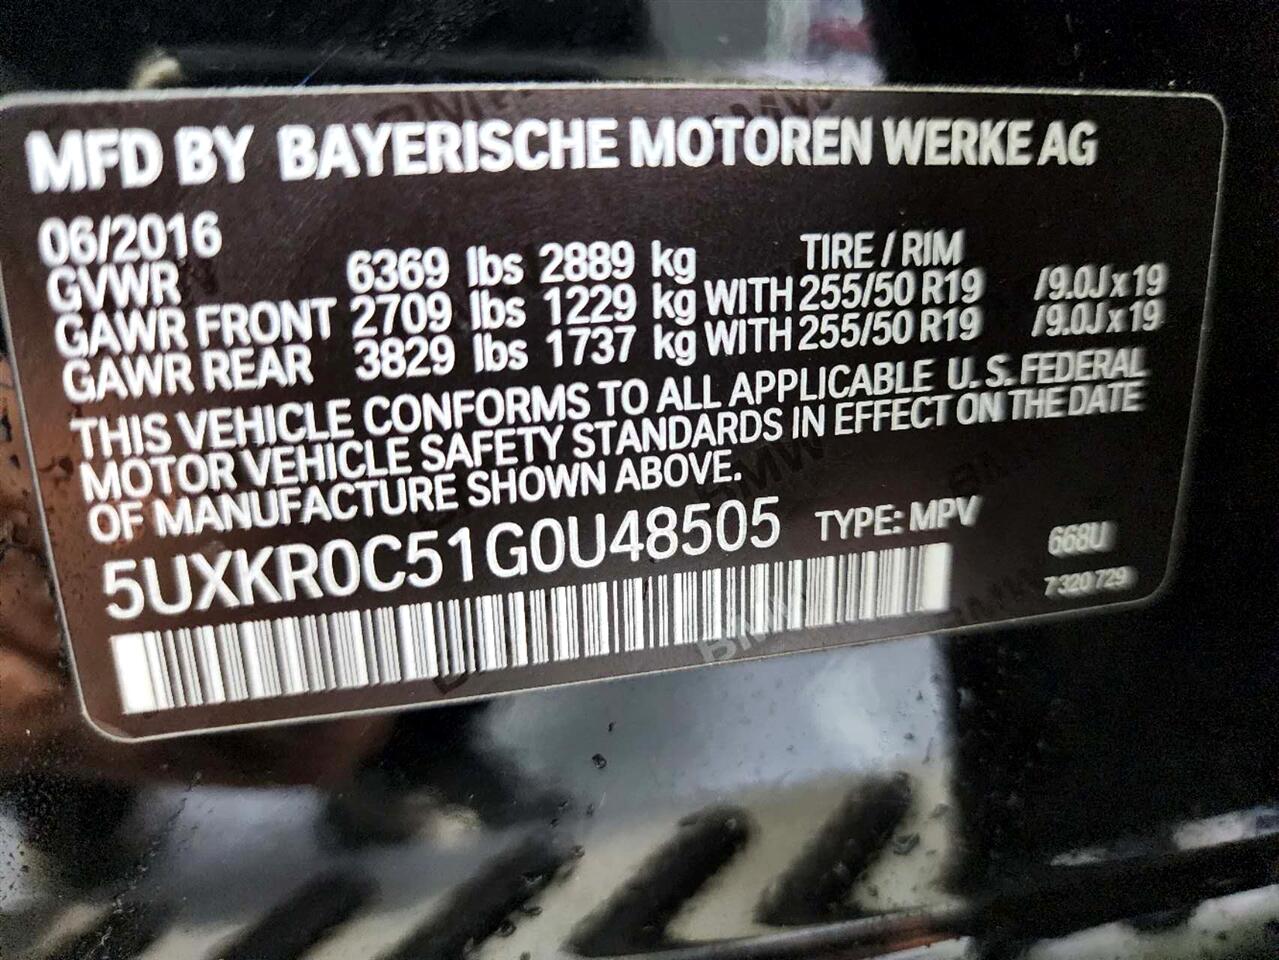 MFD BY BAYERISCHE MOTOREN WERKE AG
06/2016 TIRE / RIM
GVWR 6369 lbs 2889 kg
GAWR FRONT 2709 lbs 1229 kg WITH 255/50 R19 /9.0J x 19
GAWR REAR 3829 lbs 1737 kg WITH 255/50 R19 /9.0J x 19
THIS VEHICLE CONFORMS TO ALL APPLICABLE U.S. FEDERAL
MOTOR VEHICLE SAFETY STANDARDS IN EFFECT ON THE DATE
OF MANUFACTURE SHOWN ABOVE.
5UXKR0C51G0U48505 TYPE: MPV 668U
7 320 729